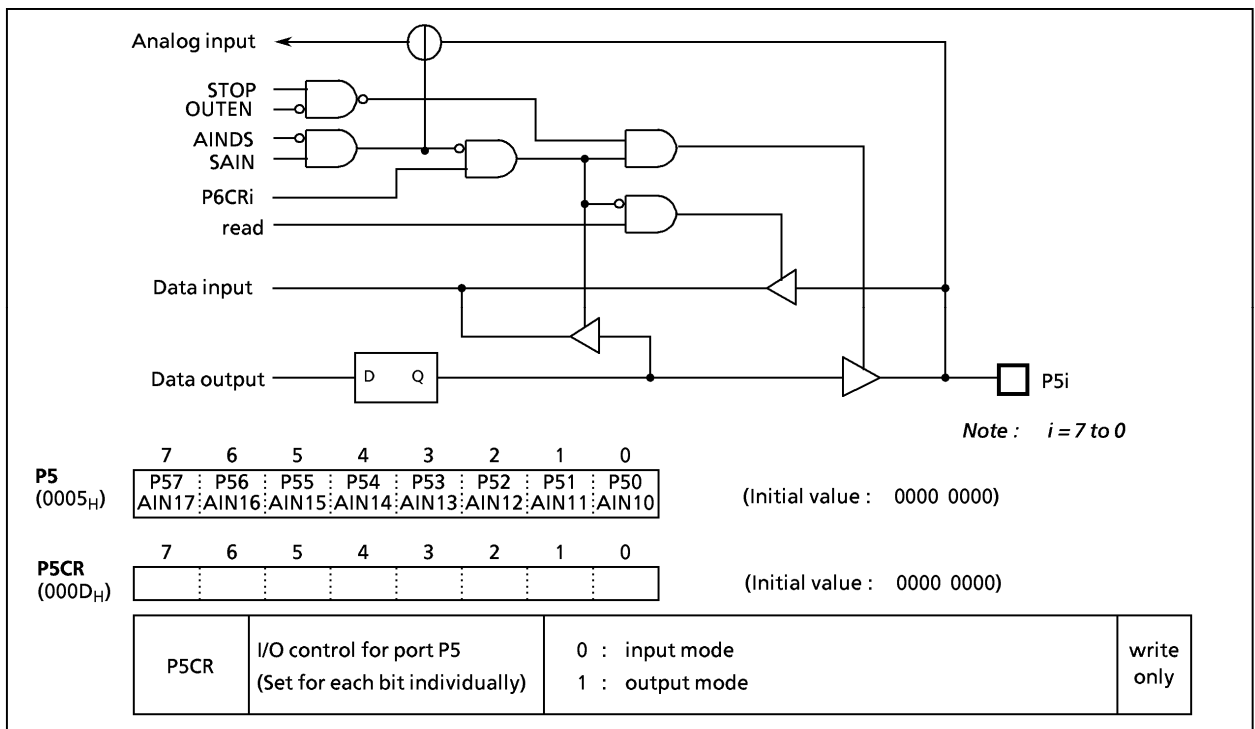 Analog input
STOP
OUTEN
AINDS
SAIN
P6CRi
read
Data input
Data output
D Q
P5i
Note : i = 7 to 0
7 6 5 4 3 2 1 0
P5
(0005H)
P57 P56 P55 P54 P53 P52 P51 P50
AIN17 AIN16 AIN15 AIN14 AIN13 AIN12 AIN11 AIN10
(Initial value : 0000 0000)
7 6 5 4 3 2 1 0
P5CR
(000DH)
(Initial value : 0000 0000)
P5CR
I/O control for port P5
(Set for each bit individually)
0 : input mode
1 : output mode
write
only